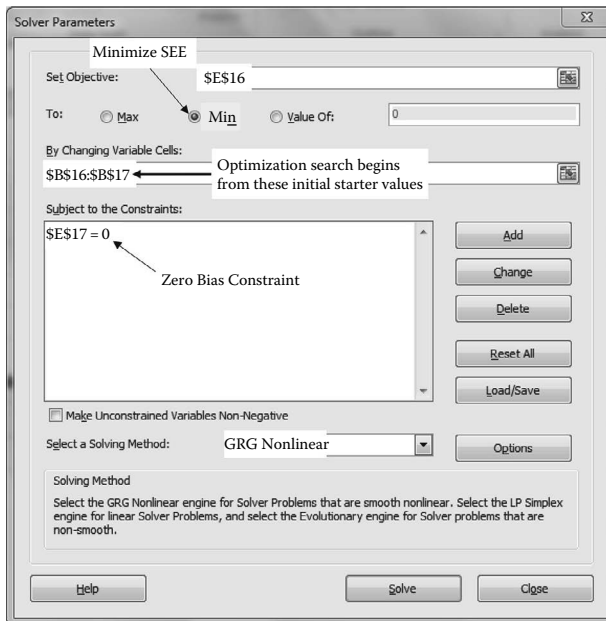 Solver Parameters
Minimize SEE
Set Objective:
$E$16
To:
Max
Min
Value Of:
0
By Changing Variable Cells:
$B$16:$B$17
Optimization search begins
from these initial starter values
Subject to the Constraints:
$E$17 = 0
Zero Bias Constraint
Add
Change
Delete
Reset All
Load/Save
Make Unconstrained Variables Non-Negative
Select a Solving Method:
GRG Nonlinear
Options
Solving Method
Select the GRG Nonlinear engine for Solver Problems that are smooth nonlinear. Select the LP Simplex
engine for linear Solver Problems, and select the Evolutionary engine for Solver problems that are
non-smooth.
Help
Solve
Close